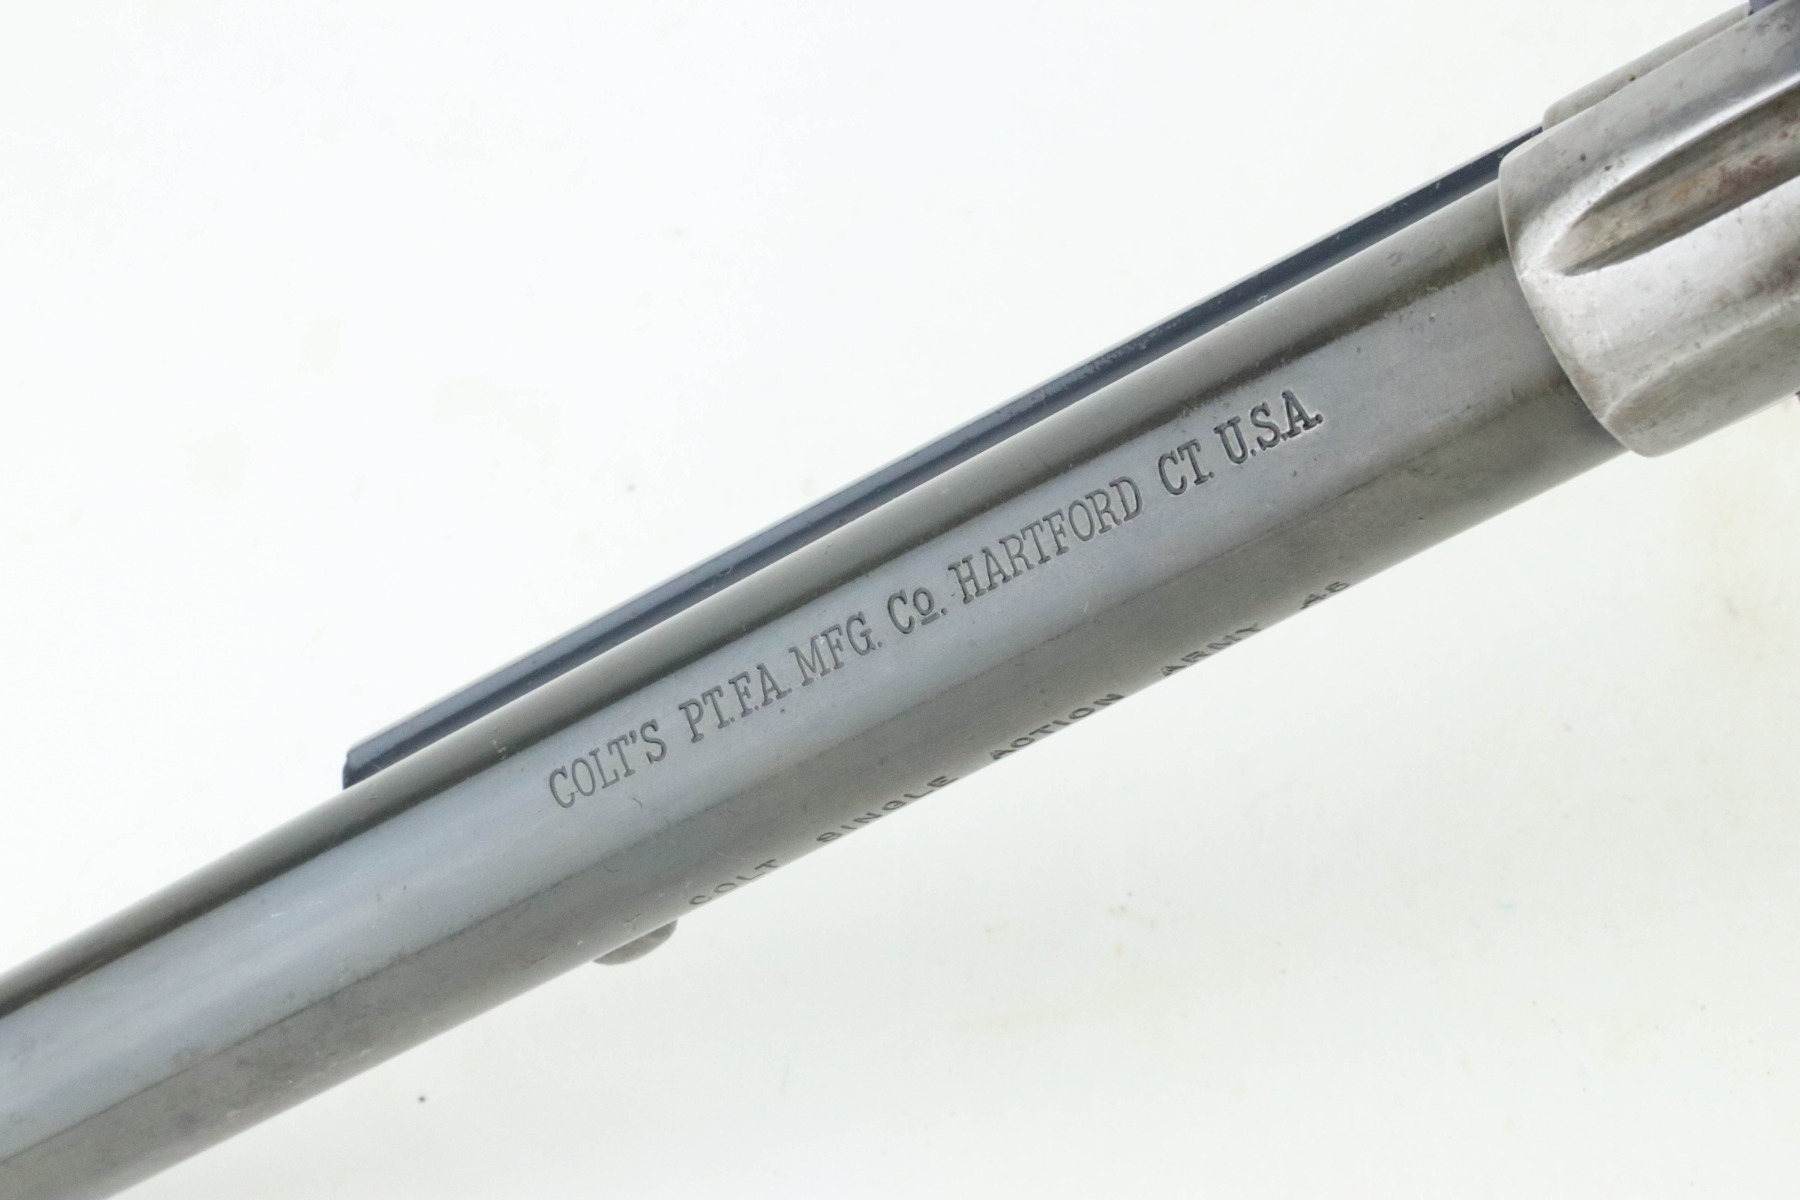 COLT'S PT.F.A. MFG. Co. HARTFORD CT. U.S.A.
COLT SINGLE ACTION ARMY 45